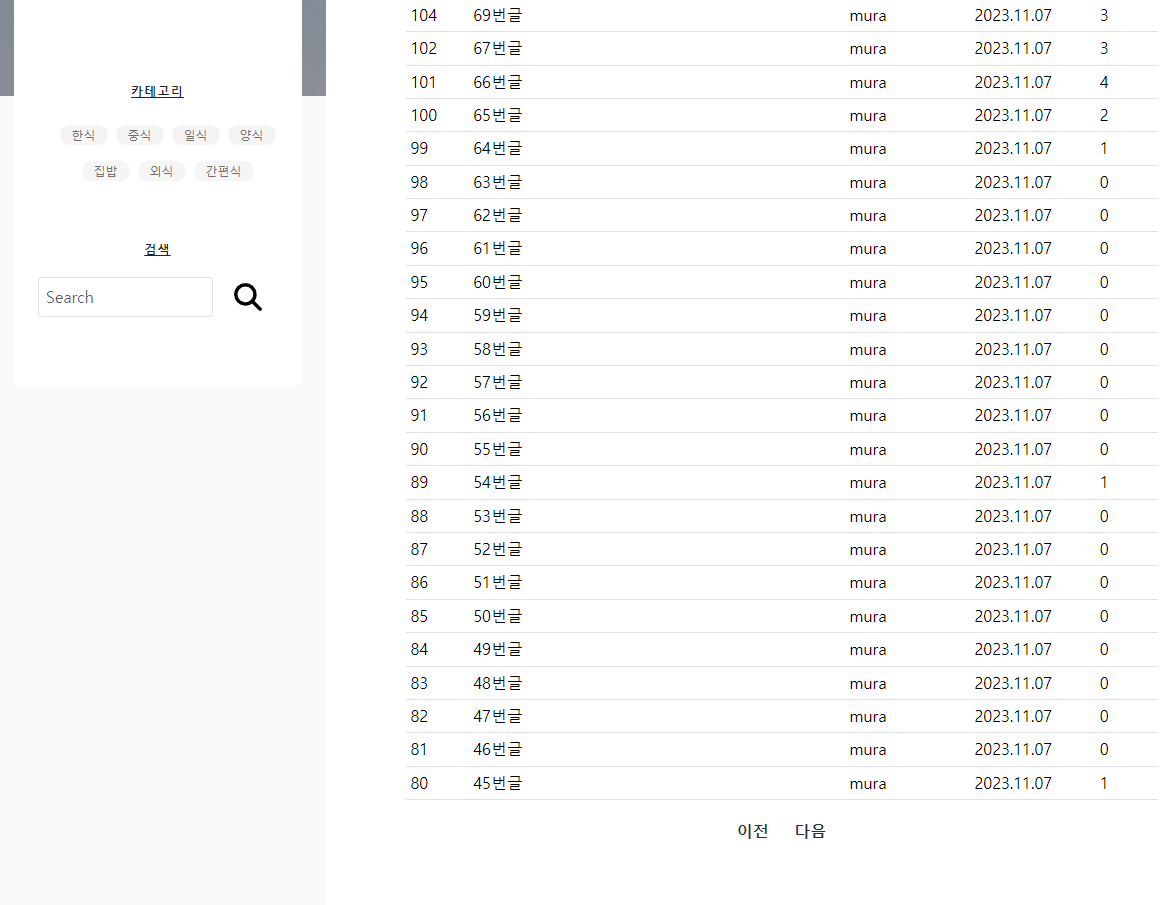 카테고리
한식 중식 일식 양식
집밥 외식 간편식
검색
Search
104 69번글 mura 2023.11.07 3
102 67번글 mura 2023.11.07 3
101 66번글 mura 2023.11.07 4
100 65번글 mura 2023.11.07 2
99 64번글 mura 2023.11.07 1
98 63번글 mura 2023.11.07 0
97 62번글 mura 2023.11.07 0
96 61번글 mura 2023.11.07 0
95 60번글 mura 2023.11.07 0
94 59번글 mura 2023.11.07 0
93 58번글 mura 2023.11.07 0
92 57번글 mura 2023.11.07 0
91 56번글 mura 2023.11.07 0
90 55번글 mura 2023.11.07 0
89 54번글 mura 2023.11.07 1
88 53번글 mura 2023.11.07 0
87 52번글 mura 2023.11.07 0
86 51번글 mura 2023.11.07 0
85 50번글 mura 2023.11.07 0
84 49번글 mura 2023.11.07 0
83 48번글 mura 2023.11.07 0
82 47번글 mura 2023.11.07 0
81 46번글 mura 2023.11.07 0
80 45번글 mura 2023.11.07 1
이전 다음